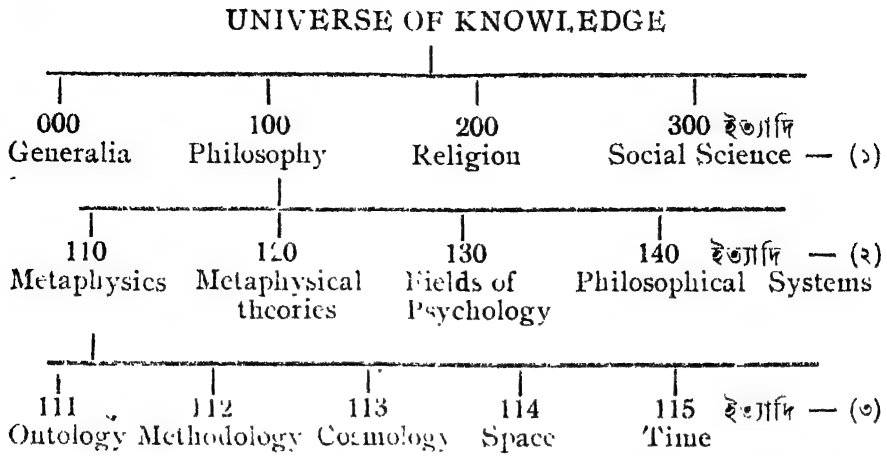 UNIVERSE OF KNOWLEDGE
000 100 200 300 ইত্যাদি
Generalia Philosophy Religion Social Science — (১)
110 120 130 140 ইত্যাদি — (২)
Metaphysics Metaphysical Fields of Philosophical Systems
theories Psychology
111 112 113 114 115 ইত্যাদি — (৩)
Ontology Methodology Cosmology Space Time